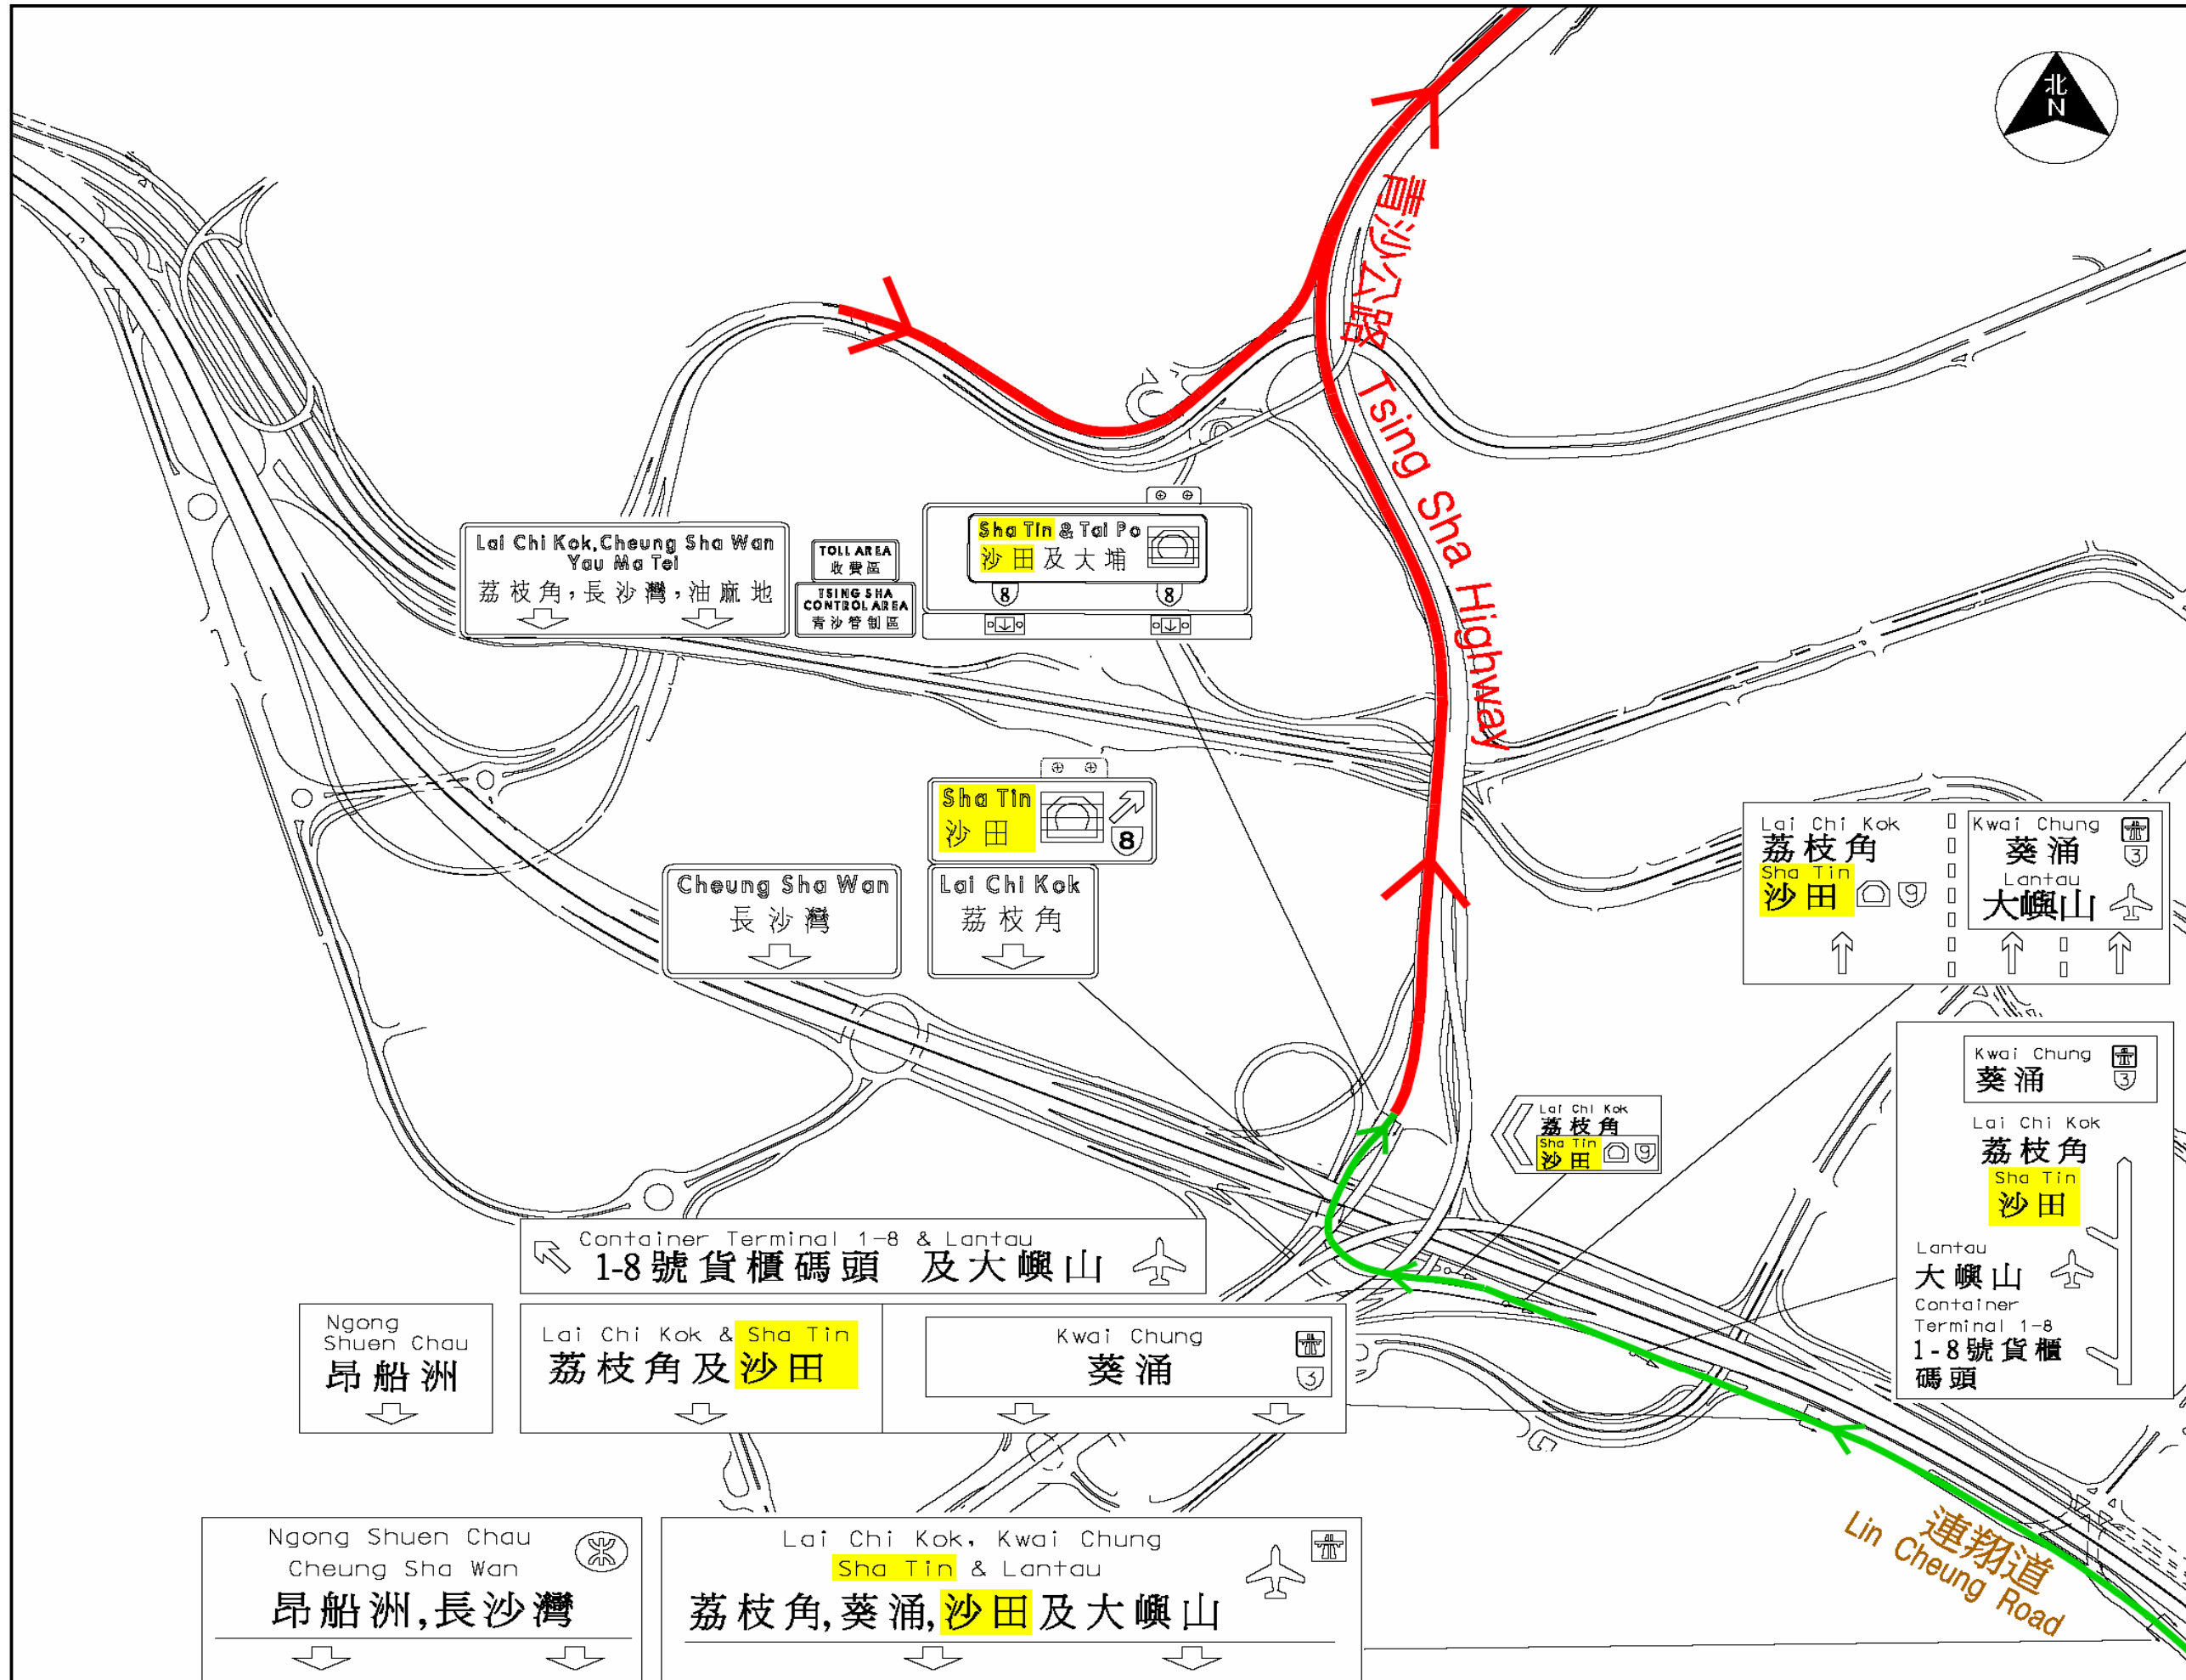 北
N
青沙公路 Tsing Sha Highway
Lai Chi Kok, Cheung Sha Wan
Yau Ma Tei
荔枝角,長沙灣,油麻地
TOLL AREA
收費區
TSING SHA
CONTROL AREA
青沙管制區
Sha Tin & Tai Po
沙田及大埔
8
8
Sha Tin
沙田
8
Cheung Sha Wan
長沙灣
Lai Chi Kok
荔枝角
Lai Chi Kok
荔枝角
Sha Tin
沙田
9
Kwai Chung
葵涌
3
Lantau
大嶼山
Kwai Chung
葵涌
3
Lai Chi Kok
荔枝角
Sha Tin
沙田
Lantau
大嶼山
Container
Terminal 1-8
1-8號貨櫃
碼頭
Lai Chi Kok
荔枝角
Sha Tin
沙田
9
Container Terminal 1-8 & Lantau
1-8號貨櫃碼頭 及大嶼山
Ngong
Shuen Chau
昂船洲
Lai Chi Kok & Sha Tin
荔枝角及沙田
Kwai Chung
葵涌
3
連翔道
Lin Cheung Road
Ngong Shuen Chau
Cheung Sha Wan
昂船洲,長沙灣
Lai Chi Kok, Kwai Chung
Sha Tin & Lantau
荔枝角,葵涌,沙田及大嶼山